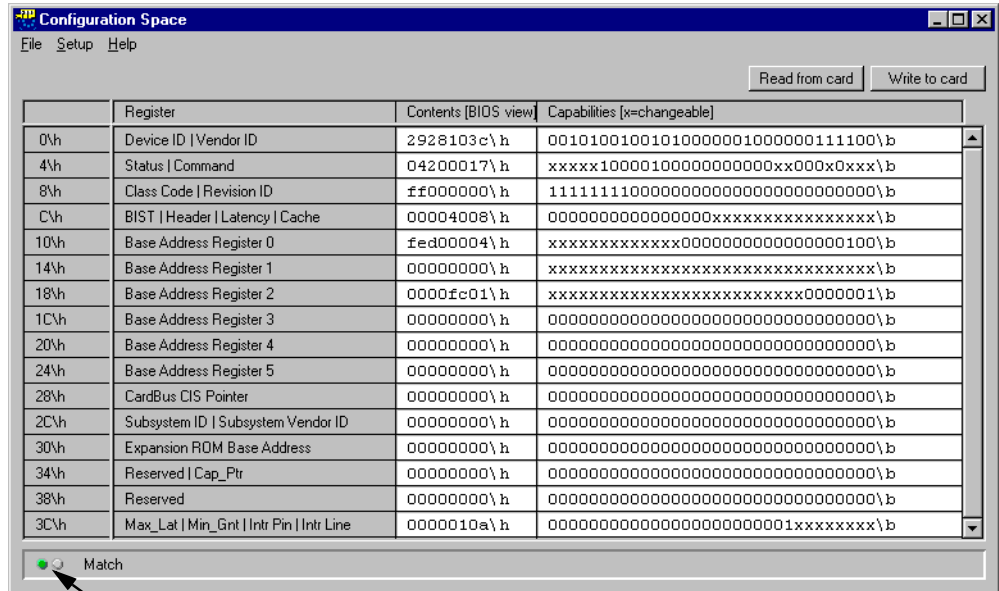 Configuration Space
File Setup Help
Read from card Write to card
Register Contents [BIOS view] Capabilities [x=changeable]
0\h Device ID | Vendor ID 2928103c\h 00101001001010000001000000111100\b
4\h Status | Command 04200017\h xxxxx10000100000000000xx000x0xxx\b
8\h Class Code | Revision ID ff000000\h 11111111000000000000000000000000\b
C\h BIST | Header | Latency | Cache 00004008\h 0000000000000000xxxxxxxxxxxxxxxx\b
10\h Base Address Register 0 fed00004\h xxxxxxxxxxxxx0000000000000000100\b
14\h Base Address Register 1 00000000\h xxxxxxxxxxxxxxxxxxxxxxxxxxxxxxxx\b
18\h Base Address Register 2 0000fc01\h xxxxxxxxxxxxxxxxxxxxxxxxx0000001\b
1C\h Base Address Register 3 00000000\h 00000000000000000000000000000000\b
20\h Base Address Register 4 00000000\h 00000000000000000000000000000000\b
24\h Base Address Register 5 00000000\h 00000000000000000000000000000000\b
28\h CardBus CIS Pointer 00000000\h 00000000000000000000000000000000\b
2C\h Subsystem ID | Subsystem Vendor ID 00000000\h 00000000000000000000000000000000\b
30\h Expansion ROM Base Address 00000000\h 00000000000000000000000000000000\b
34\h Reserved | Cap_Ptr 00000000\h 00000000000000000000000000000000\b
38\h Reserved 00000000\h 00000000000000000000000000000000\b
3C\h Max_Lat | Min_Gnt | Intr Pin | Intr Line 0000010a\h 000000000000000000000001xxxxxxxx\b
Match